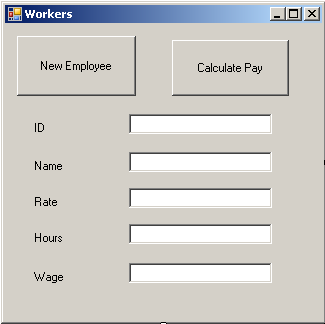 Workers
New Employee
Calculate Pay
ID
Name
Rate
Hours
Wage